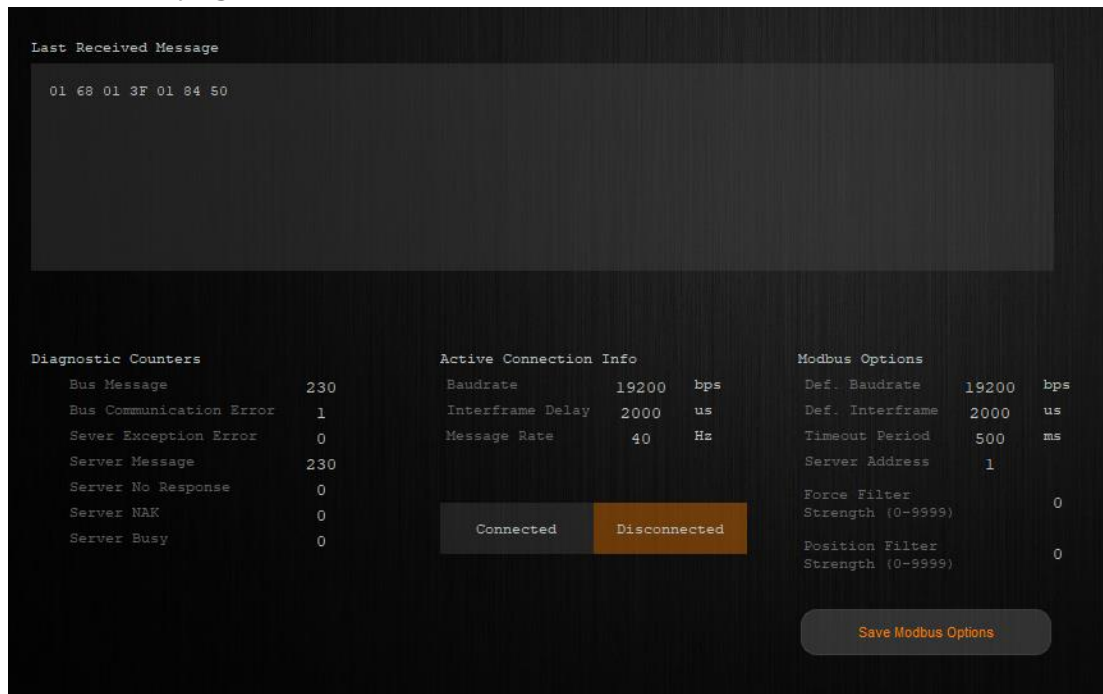 Last Received Message
01 68 01 3F 01 84 50
Diagnostic Counters
Bus Message 230
Bus Communication Error 1
Sever Exception Error 0
Server Message 230
Server No Response 0
Server NAK 0
Server Busy 0
Active Connection Info
Baudrate 19200 bps
Interframe Delay 2000 us
Message Rate 40 Hz
Connected Disconnected
Modbus Options
Def. Baudrate 19200 bps
Def. Interframe 2000 us
Timeout Period 500 ms
Server Address 1
Force Filter
Strength (0-9999) 0
Position Filter
Strength (0-9999) 0
Save Modbus Options